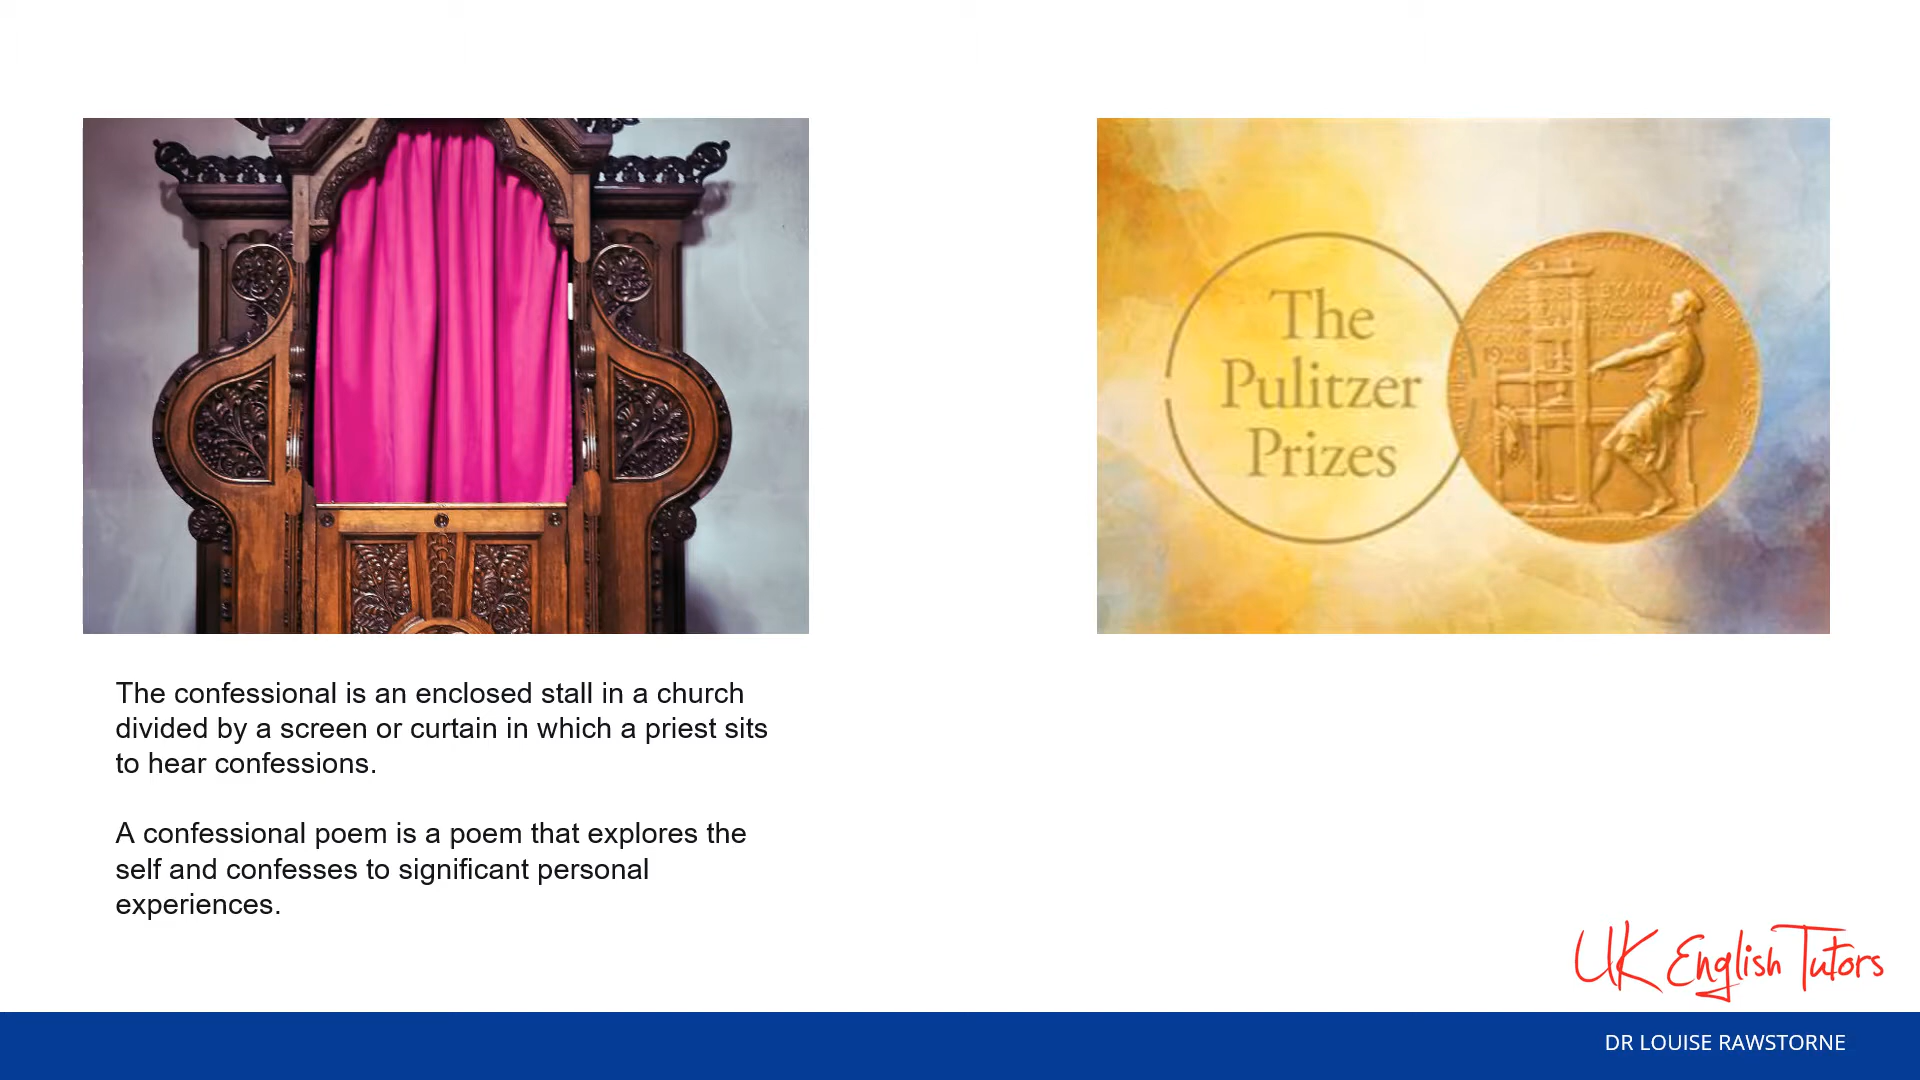 The
Pulitzer
Prizes
1928
The confessional is an enclosed stall in a church
divided by a screen or curtain in which a priest sits
to hear confessions.
A confessional poem is a poem that explores the
self and confesses to significant personal
experiences.
UK English Tutors
DR LOUISE RAWSTORNE